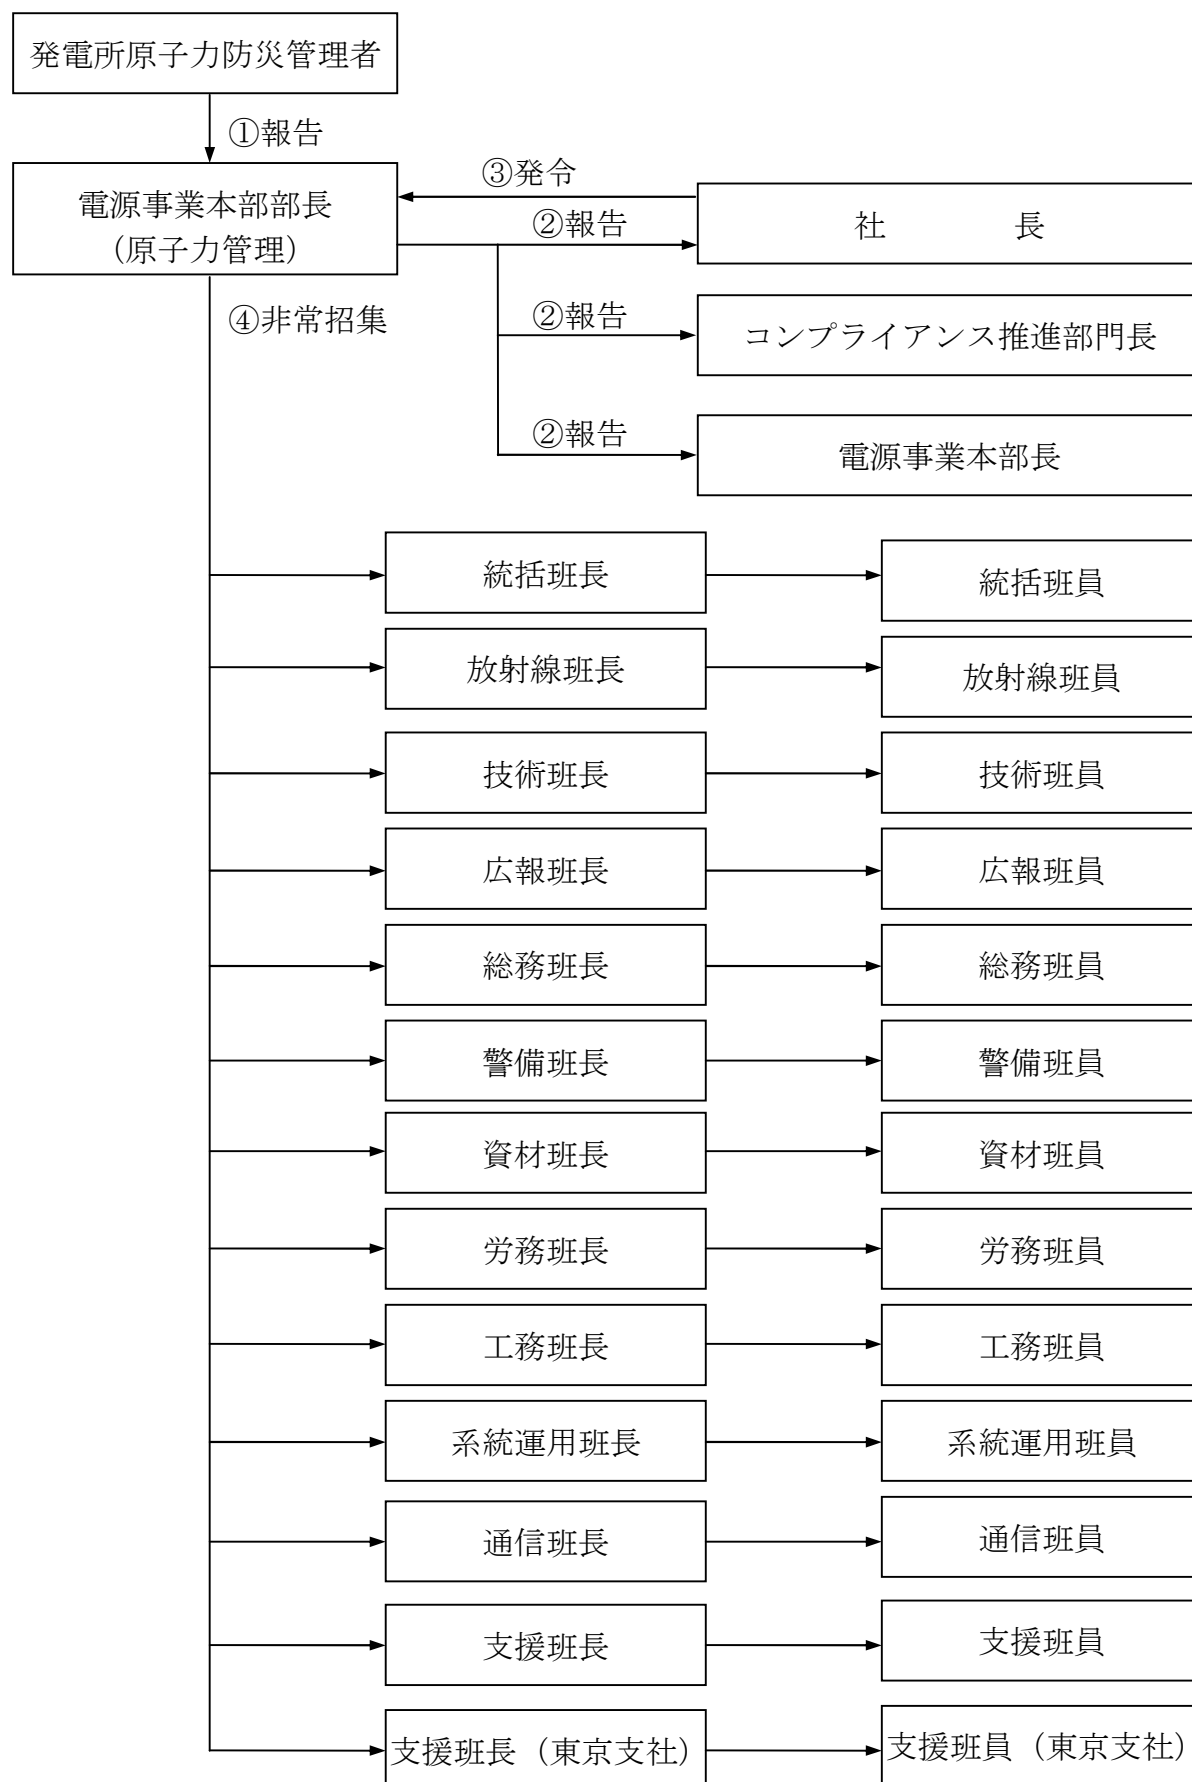 発電所原子力防災管理者
①報告
電源事業本部部長
(原子力管理)
③発令
②報告
社　　　長
④非常招集
②報告
コンプライアンス推進部門長
②報告
電源事業本部長
統括班長
統括班員
放射線班長
放射線班員
技術班長
技術班員
広報班長
広報班員
総務班長
総務班員
警備班長
警備班員
資材班長
資材班員
労務班長
労務班員
工務班長
工務班員
系統運用班長
系統運用班員
通信班長
通信班員
支援班長
支援班員
支援班長（東京支社）
支援班員（東京支社）